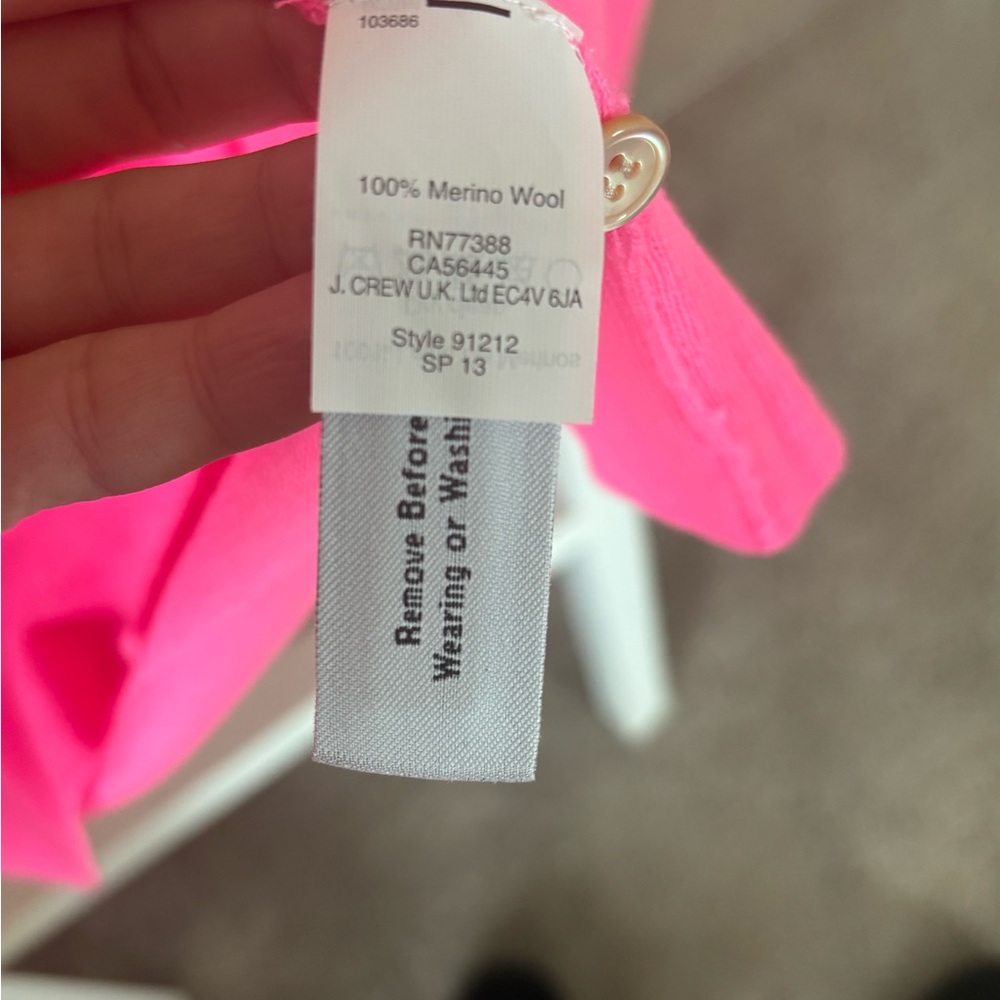 103686
100% Merino Wool
RN77388
CA56445
J. CREW U.K. Ltd EC4V 6JA
Style 91212
SP 13
Remove Before
Wearing or Washi